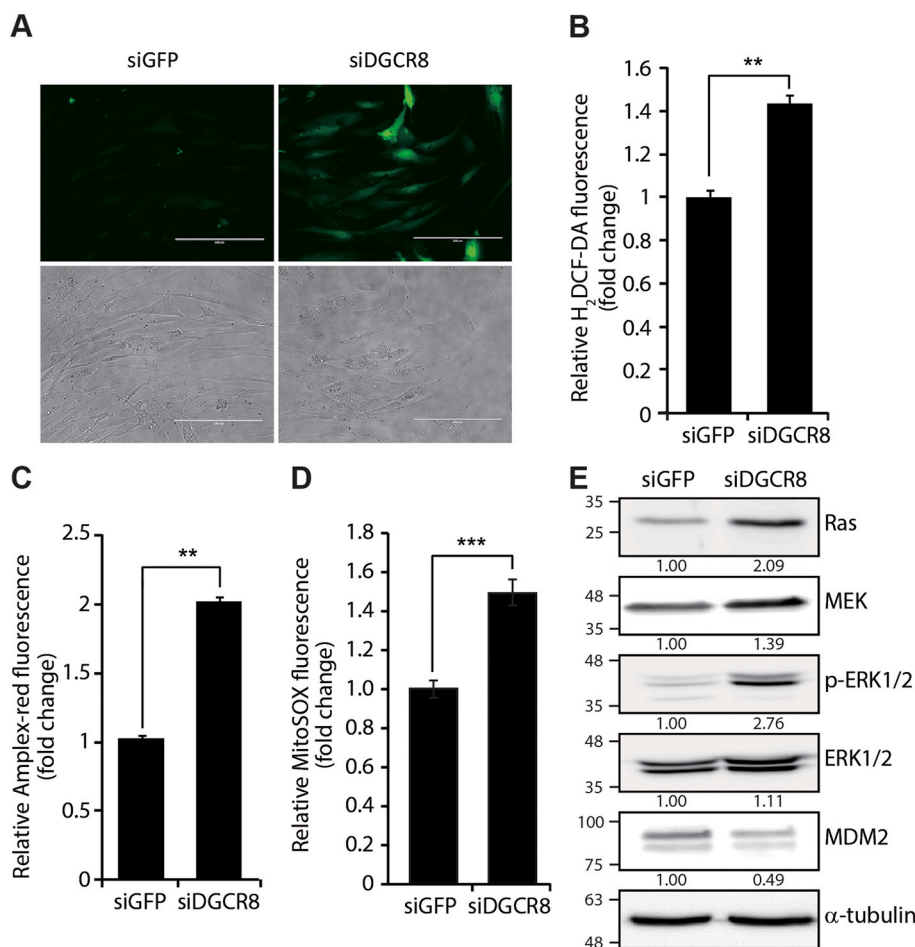 A
siGFP siDGCR8
B
Relative H₂DCF-DA fluorescence
(fold change)
1.6
1.4
1.2
1
0.8
0.6
0.4
0.2
0
**
siGFP siDGCR8
C
Relative Amplex-red fluorescence
(fold change)
2.5
2
1.5
1
0.5
0
**
siGFP siDGCR8
D
Relative MitoSOX fluorescence
(fold change)
1.8
1.6
1.4
1.2
1.0
0.8
0.6
0.4
0.2
0
***
siGFP siDGCR8
E
siGFP siDGCR8
35
25
Ras
1.00 2.09
48
35
MEK
1.00 1.39
48
35
p-ERK1/2
1.00 2.76
48
35
ERK1/2
1.00 1.11
100
75
MDM2
1.00 0.49
63
48
α-tubulin